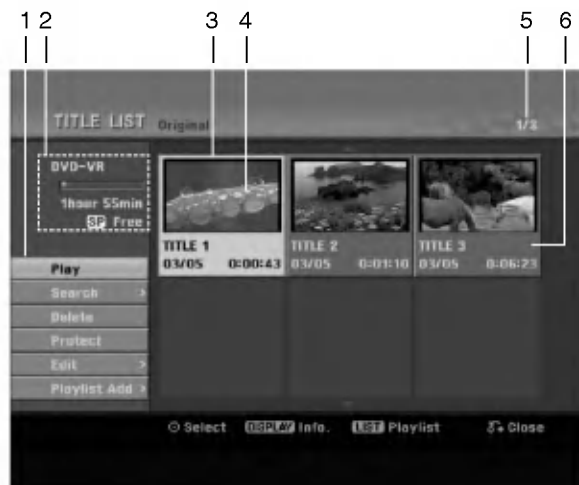 1 2 3 4 5 6
TITLE LIST Original 1/3
DVD-VR
1hour 55min
SP Free
TITLE 1
03/05 0:00:43
TITLE 2
03/05 0:01:10
TITLE 3
03/05 0:06:23
Play
Search
Delete
Protect
Edit
Playlist Add
Select DISPLAY Info. LIST Playlist Close